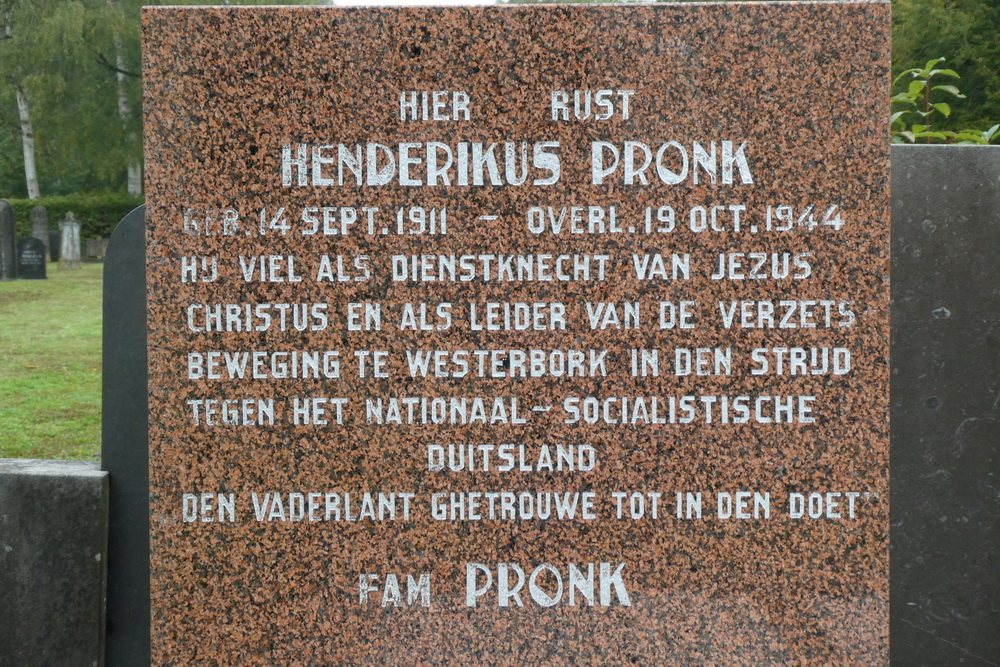 HIER RUST
HENDERIKUS PRONK
GEB. 14 SEPT. 1911 - OVERL. 19 OCT. 1944
HIJ VIEL ALS DIENSTKNECHT VAN JEZUS
CHRISTUS EN ALS LEIDER VAN DE VERZETS
BEWEGING TE WESTERBORK IN DEN STRIJD
TEGEN HET NATIONAAL-SOCIALISTISCHE
DUITSLAND
DEN VADERLANT GHETROUWE TOT IN DEN DOET
FAM PRONK